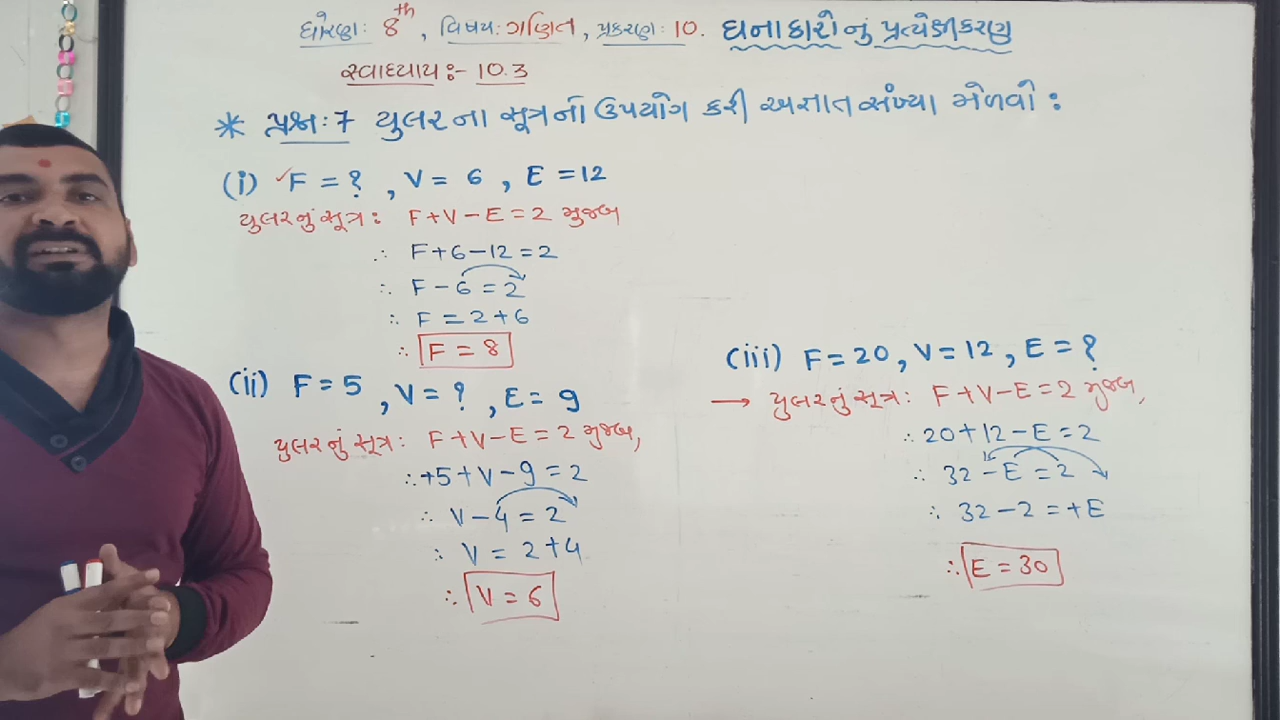 ધોરણ: 8th, વિષય: ગણિત, પ્રકરણ: 10. ઘનાકારોનું પ્રત્યેક્ષીકરણ
સ્વાધ્યાય:- 10.3
* પ્રશ્ન: 7 યુલરના સૂત્રનો ઉપયોગ કરી અજ્ઞાત સંખ્યા મેળવો :
(i) ✓F = ? , V = 6 , E = 12
યુલરનું સૂત્ર: F+V-E=2 મુજબ
∴ F+6-12=2
∴ F-6=2
∴ F=2+6
∴ F=8
(ii) F=5 , V=? , E=9
યુલરનું સૂત્ર: F+V-E=2 મુજબ,
∴ +5+V-9=2
∴ V-4=2
∴ V=2+4
∴ V=6
(iii) F=20, V=12, E=?
→ યુલરનું સૂત્ર: F+V-E=2 મુજબ,
∴ 20+12-E=2
∴ 32-E=2
∴ 32-2=+E
∴ E=30